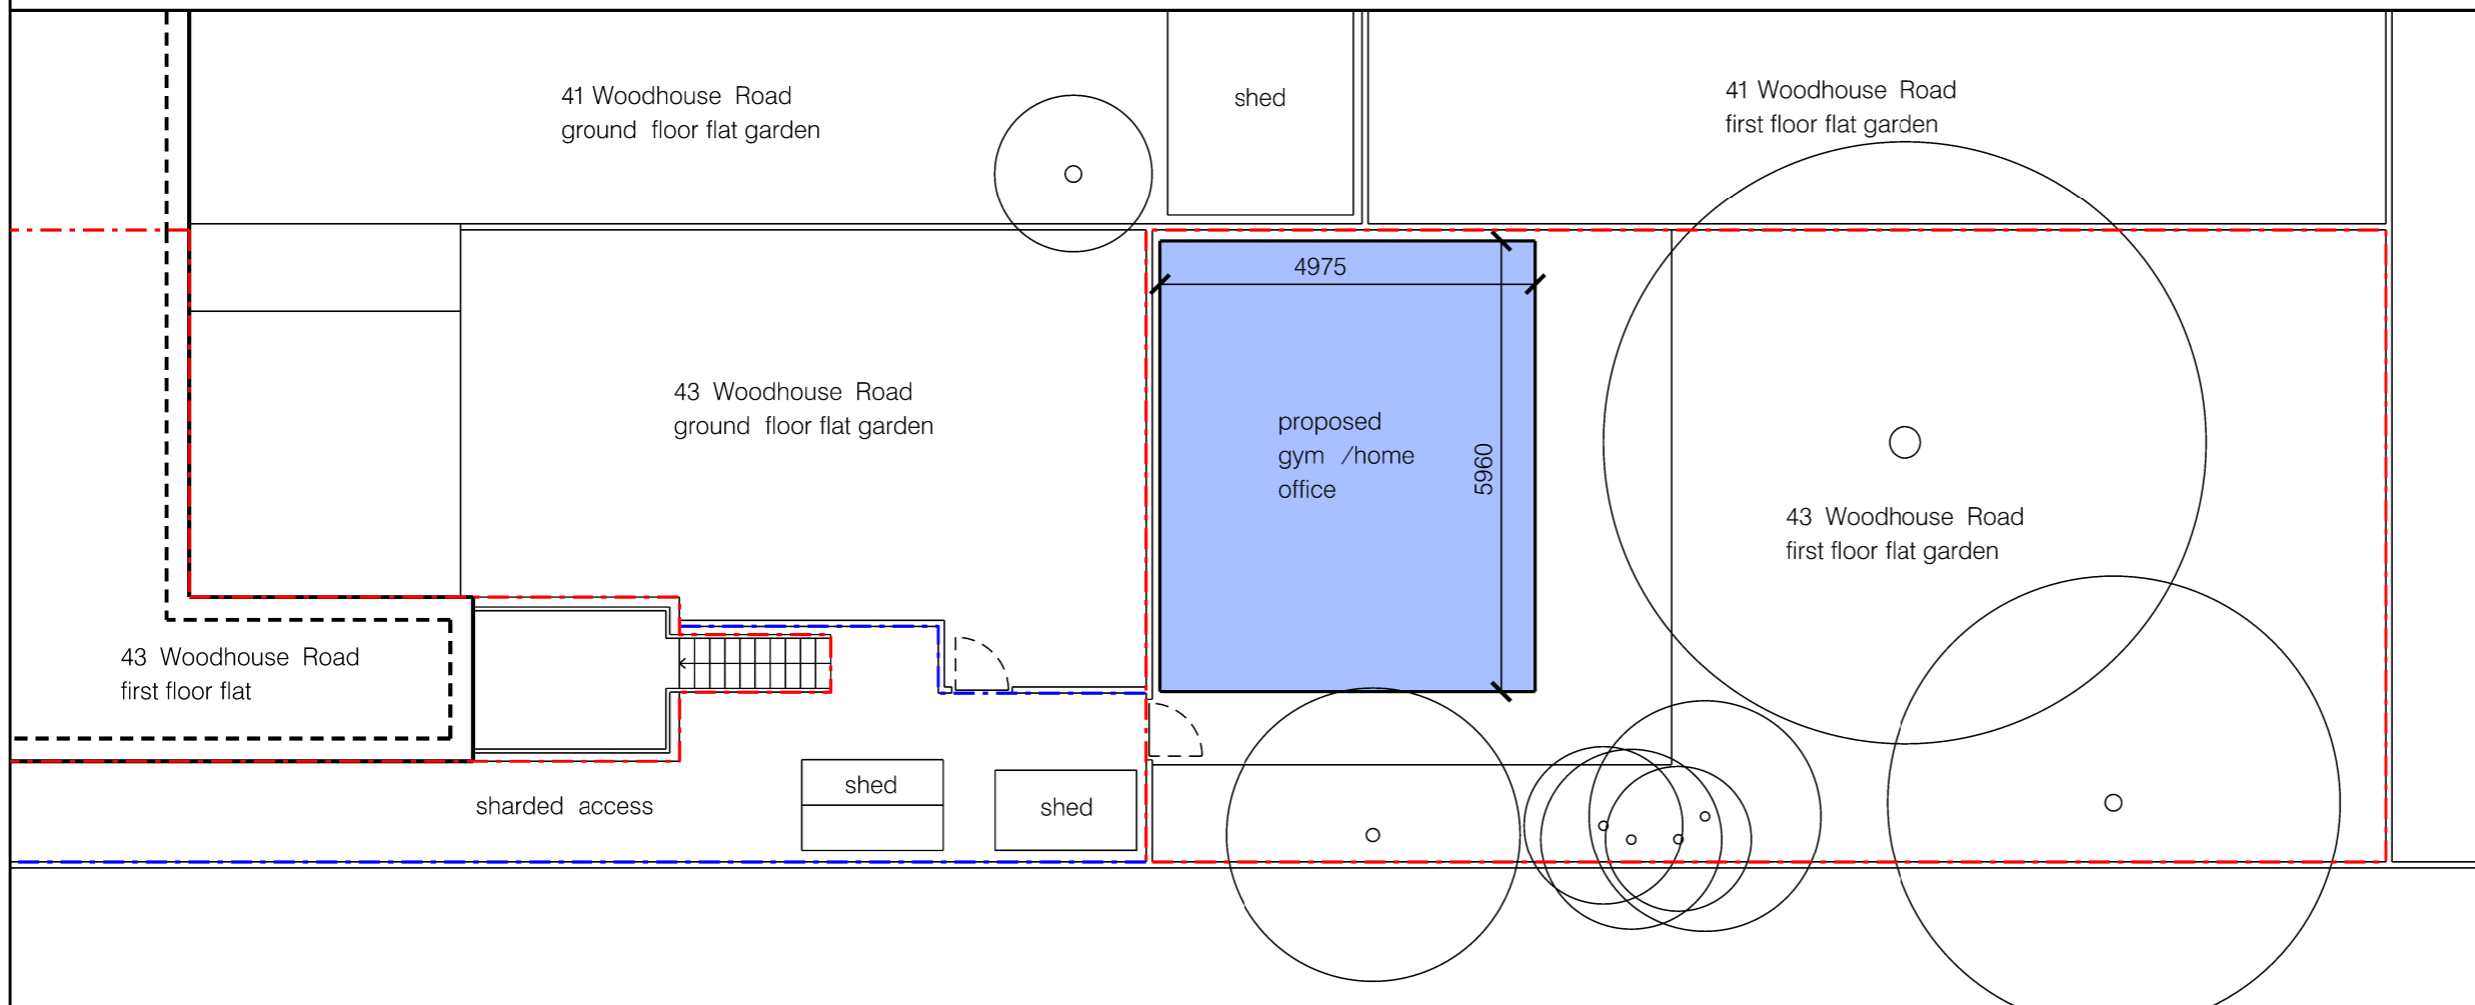 41 Woodhouse Road
ground floor flat garden
shed
41 Woodhouse Road
first floor flat garden
4975
43 Woodhouse Road
ground floor flat garden
proposed
gym /home
office
5960
43 Woodhouse Road
first floor flat garden
43 Woodhouse Road
first floor flat
sharded access
shed
shed